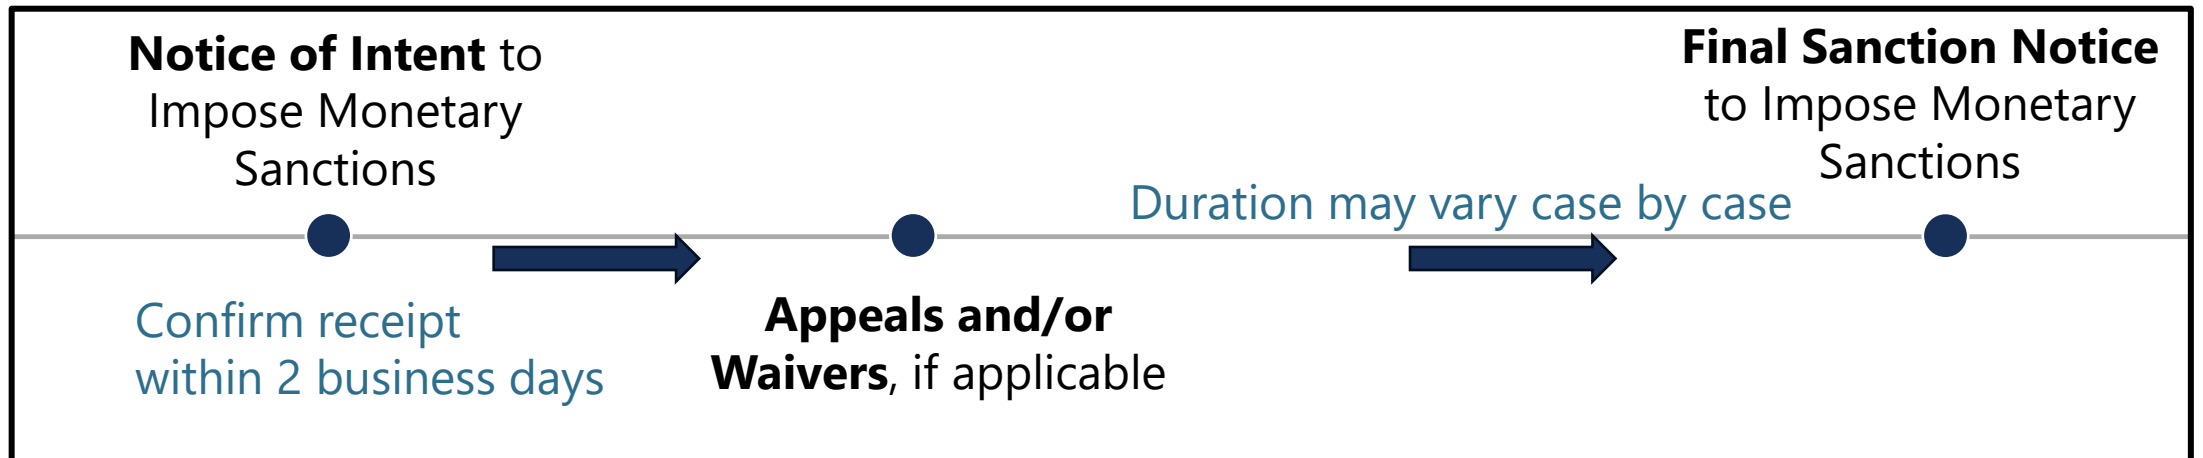 Notice of Intent to
Impose Monetary
Sanctions
Confirm receipt
within 2 business days
Appeals and/or
Waivers, if applicable
Duration may vary case by case
Final Sanction Notice
to Impose Monetary
Sanctions